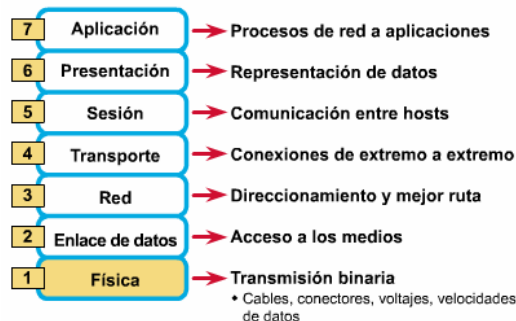 7 Aplicación Procesos de red a aplicaciones
6 Presentación Representación de datos
5 Sesión Comunicación entre hosts
4 Transporte Conexiones de extremo a extremo
3 Red Direccionamiento y mejor ruta
2 Enlace de datos Acceso a los medios
1 Física Transmisión binaria
• Cables, conectores, voltajes, velocidades
de datos